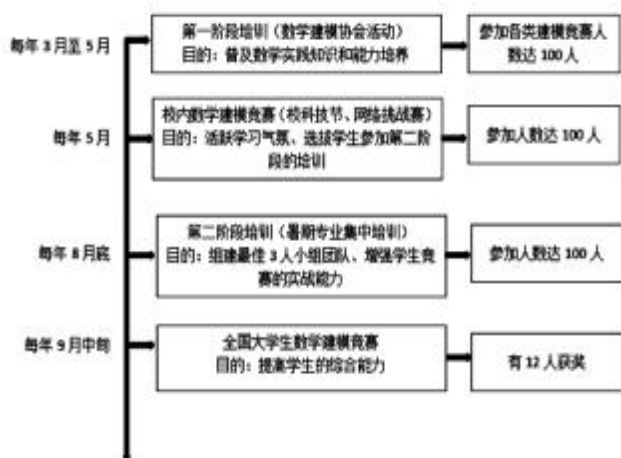 每年3月至5月
第一阶段培训（数学建模协会活动）
目的：普及数学实践知识和能力培养
参加各类建模竞赛人
数达100人
每年5月
校内数学建模竞赛（校科技节、网络挑战赛）
目的：活跃学习气氛、选拔学生参加第二阶
段的培训
参加人数达100人
每年8月底
第二阶段培训（暑期专业集中培训）
目的：组建最佳3人小组团队、增强学生竞
赛的实战能力
参加人数达100人
每年9月中旬
全国大学生数学建模竞赛
目的：提高学生的综合能力
有12人获奖